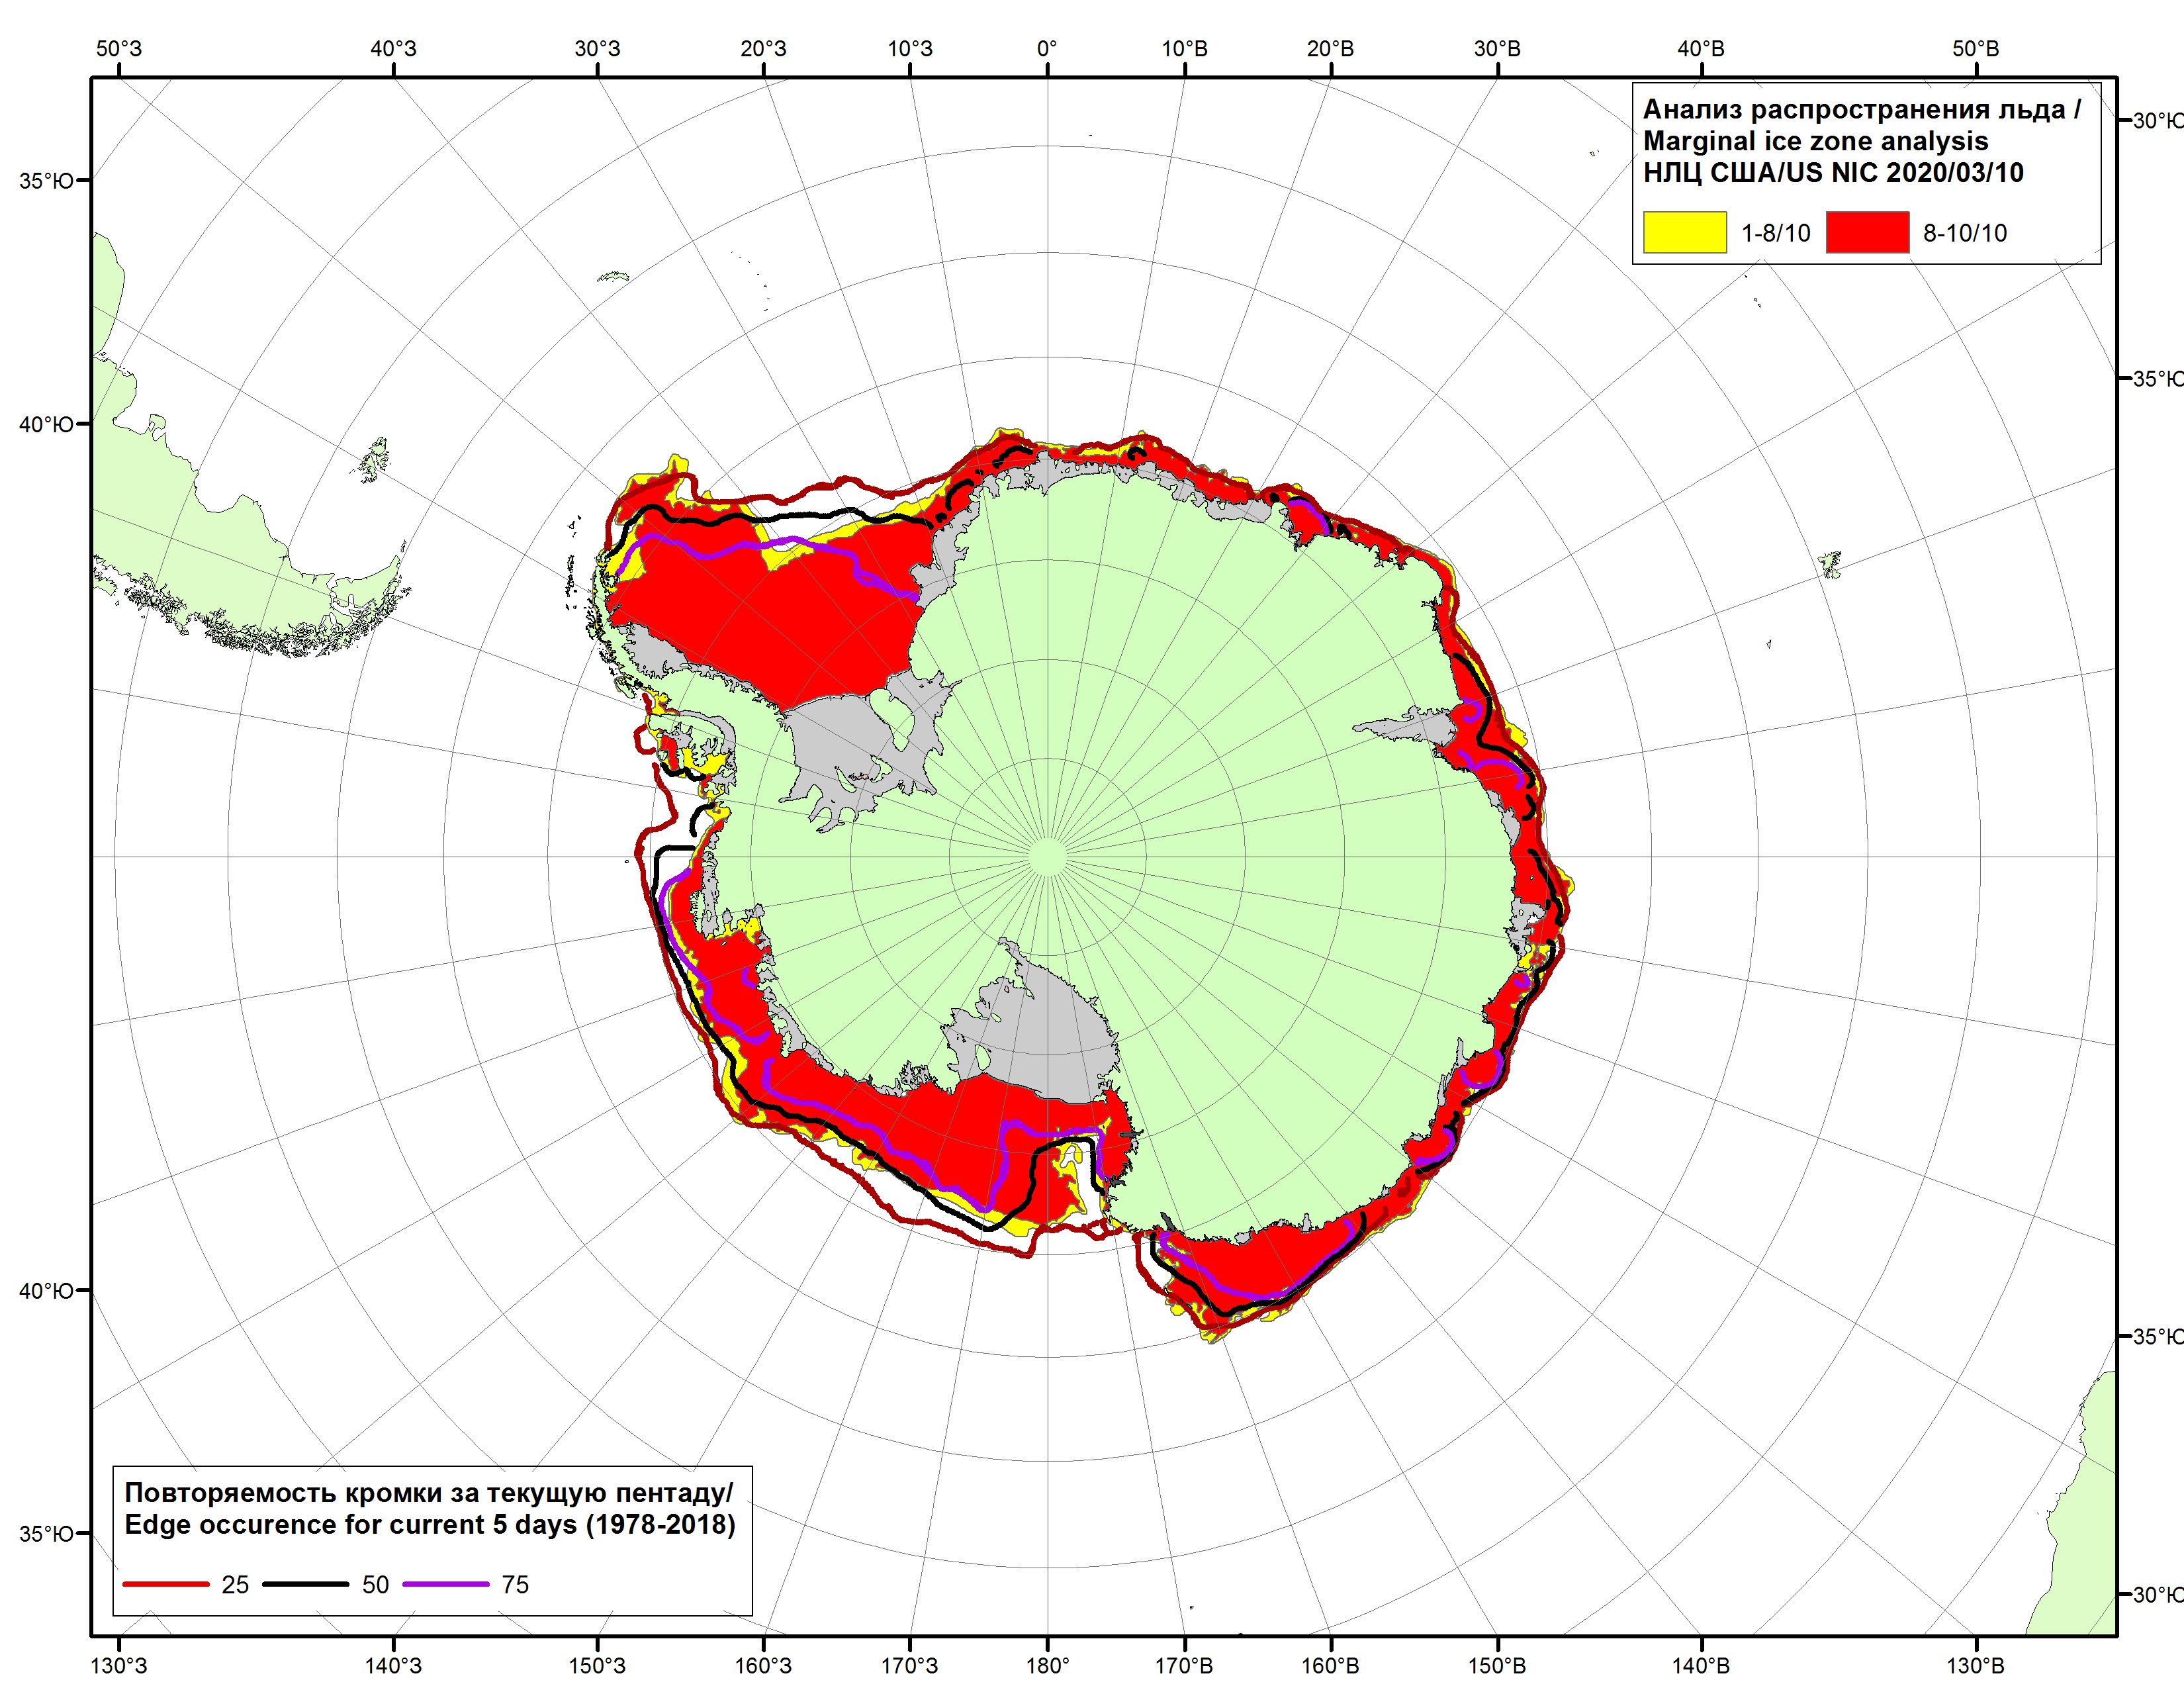 50°З 40°З 30°З 20°З 10°З 0° 10°В 20°В 30°В 40°В 50°В
Анализ распространения льда /
Marginal ice zone analysis
НЛЦ США/US NIC 2020/03/10
1-8/10 8-10/10
30°Ю
35°Ю
35°Ю
40°Ю
40°Ю
35°Ю
35°Ю
30°Ю
Повторяемость кромки за текущую пентаду/
Edge occurence for current 5 days (1978-2018)
25 50 75
130°З 140°З 150°З 160°З 170°З 180° 170°В 160°В 150°В 140°В 130°В